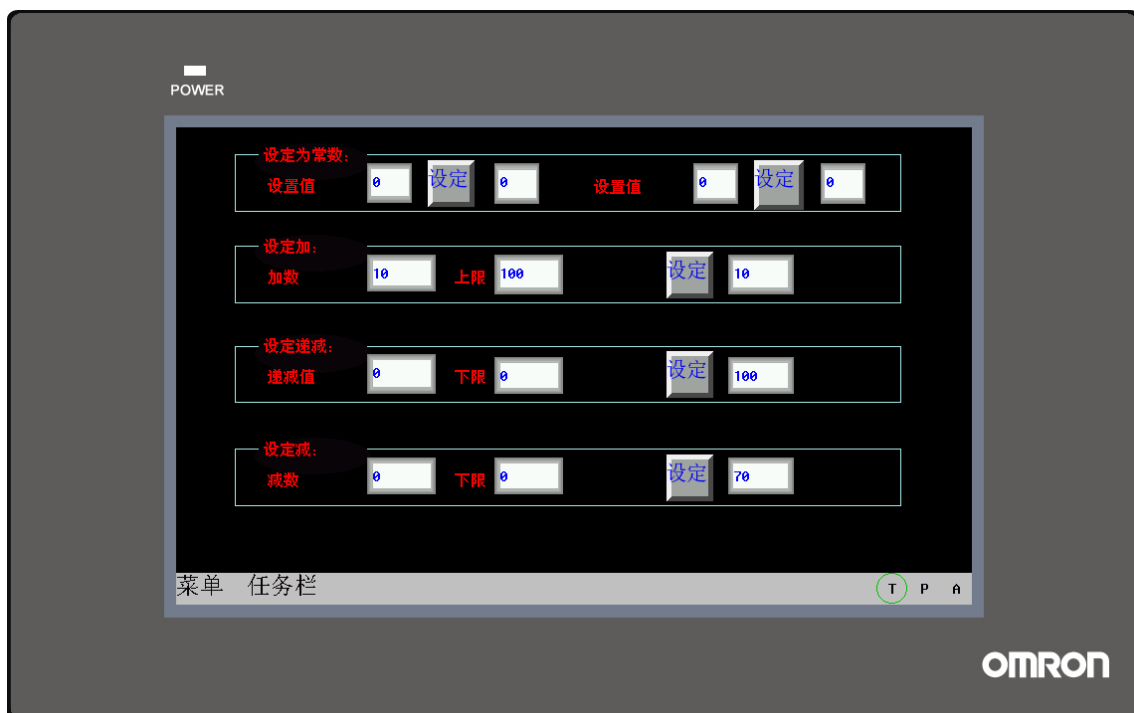 POWER
设定为常数:
设置值 0 设定 0 设置值 0 设定 0
设定加:
加数 10 上限 100 设定 10
设定递减:
递减值 0 下限 0 设定 100
设定减:
减数 0 下限 0 设定 70
菜单 任务栏 T P A
OMRON